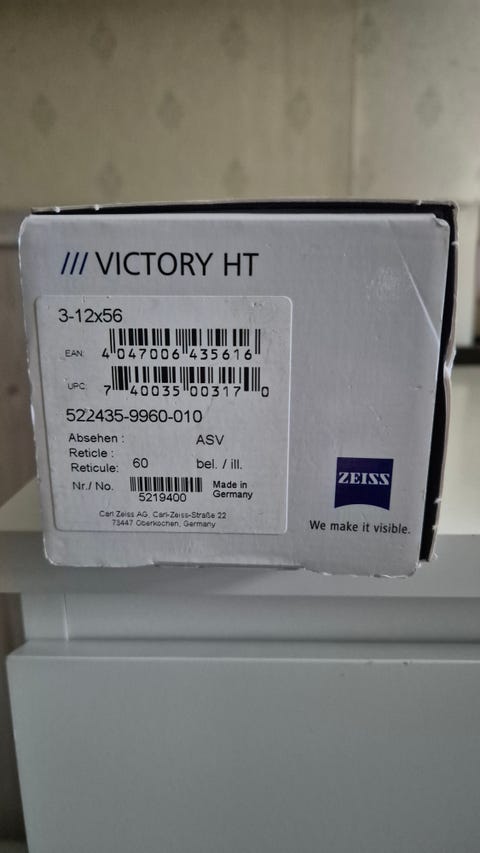 /// VICTORY HT
3-12x56
EAN: 4 047006 435616
UPC: 7 40035 00317 0
522435-9960-010
Absehen : ASV
Reticle :
Reticule: 60 bel. / ill.
Nr./ No. 5219400 Made in Germany
Carl Zeiss AG, Carl-Zeiss-Straße 22
73447 Oberkochen, Germany
ZEISS
We make it visible.